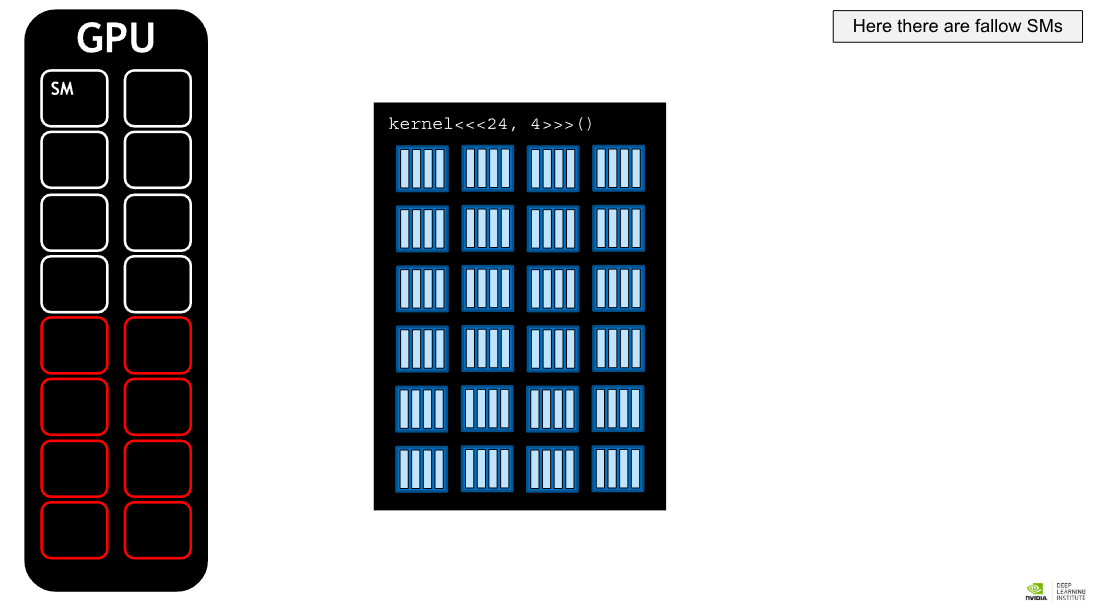 GPU
SM
Here there are fallow SMs
kernel<<<24, 4>>>()
NVIDIA
DEEP
LEARNING
INSTITUTE